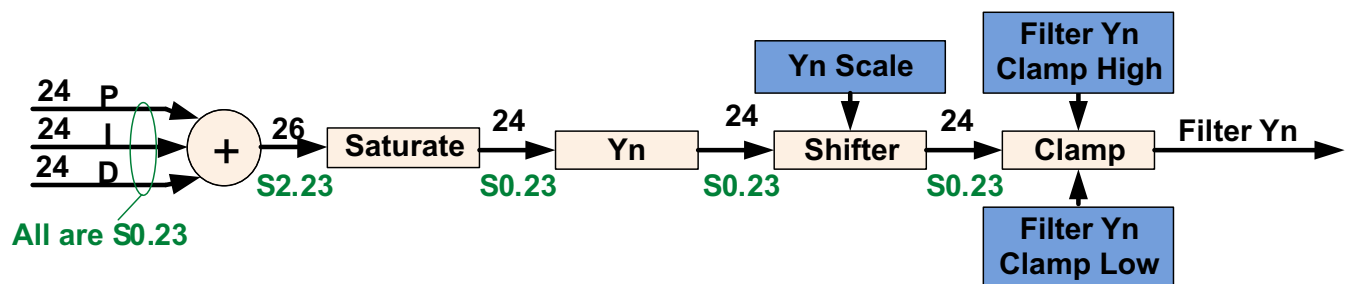 24 P
24 I
24 D
All are S0.23
+
26
S2.23
Saturate
24
S0.23
Yn
24
S0.23
Yn Scale
Shifter
24
S0.23
Filter Yn
Clamp High
Clamp
Filter Yn
Clamp Low
Filter Yn